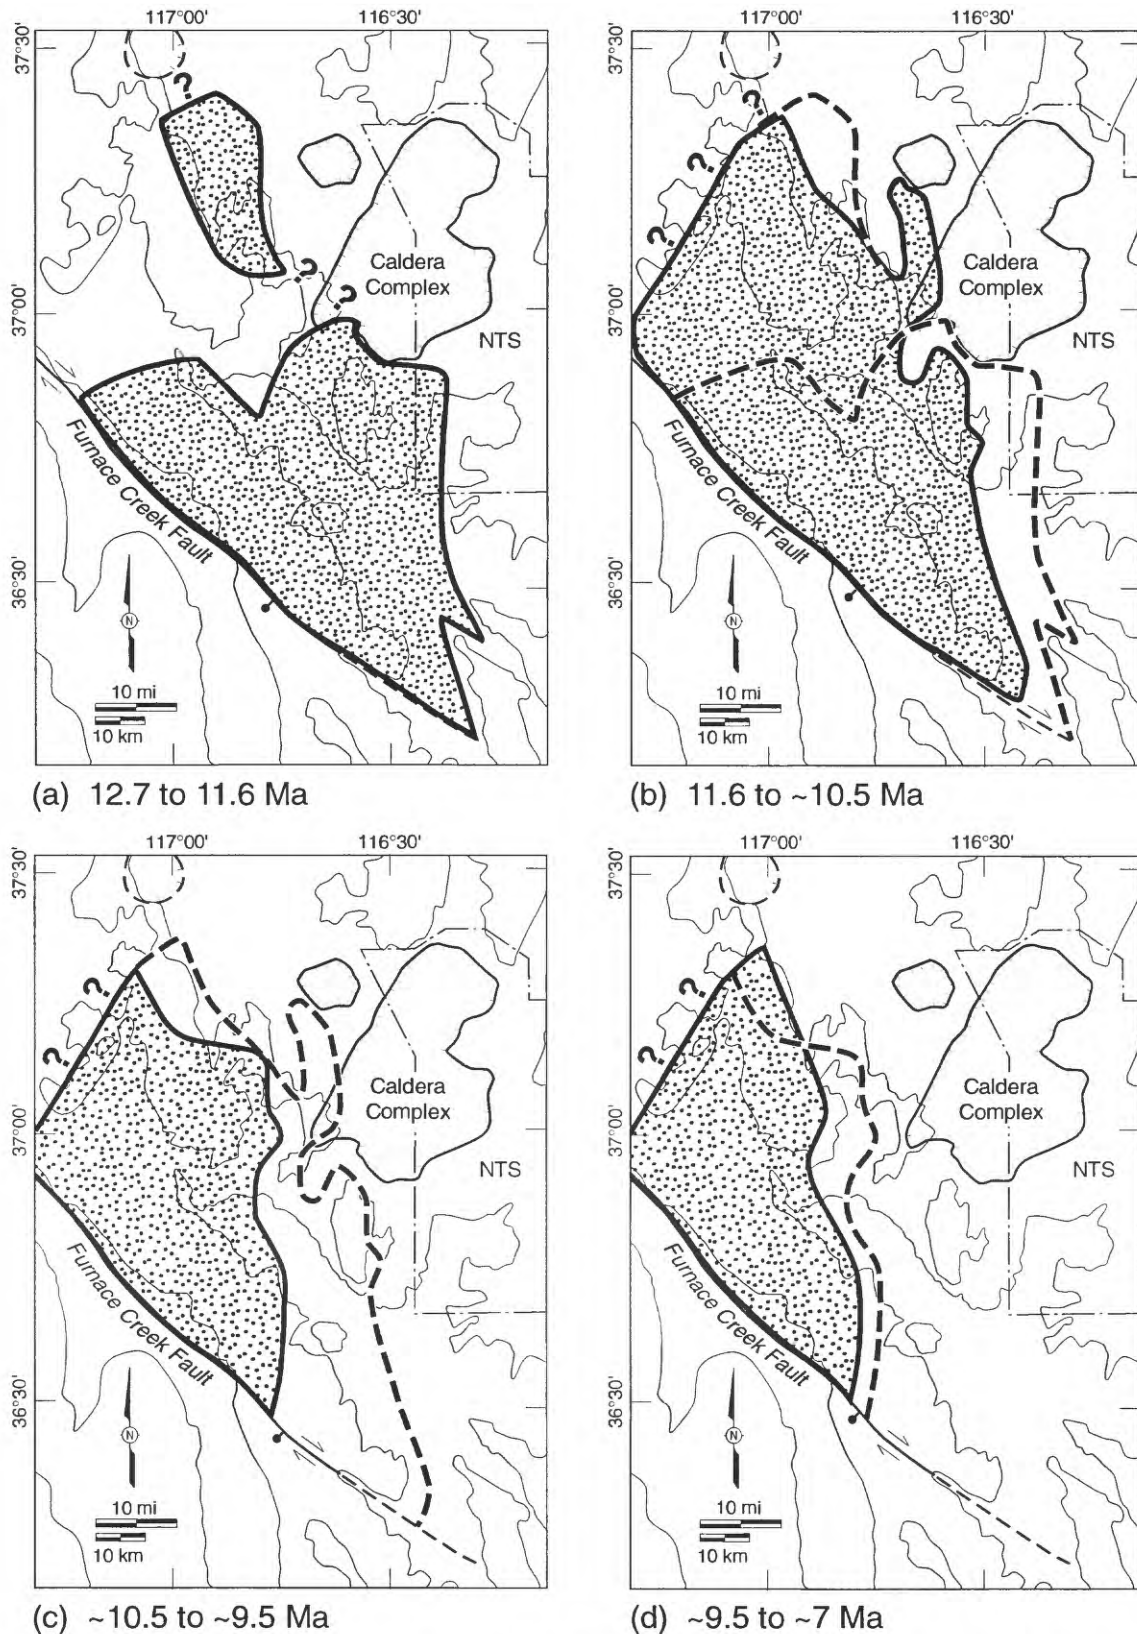 117°00' 116°30' 117°00' 116°30'
37°30' 37°30'
? ?
?
? ?
?
Caldera Complex Caldera Complex
37°00' 37°00'
NTS NTS
Furnace Creek Fault Furnace Creek Fault
36°30' 36°30'
N N
10 mi 10 mi
10 km 10 km
(a) 12.7 to 11.6 Ma (b) 11.6 to ~10.5 Ma
117°00' 116°30' 117°00' 116°30'
37°30' 37°30'
? ?
? ?
Caldera Complex Caldera Complex
37°00' 37°00'
NTS NTS
Furnace Creek Fault Furnace Creek Fault
36°30' 36°30'
N N
10 mi 10 mi
10 km 10 km
(c) ~10.5 to ~9.5 Ma (d) ~9.5 to ~7 Ma